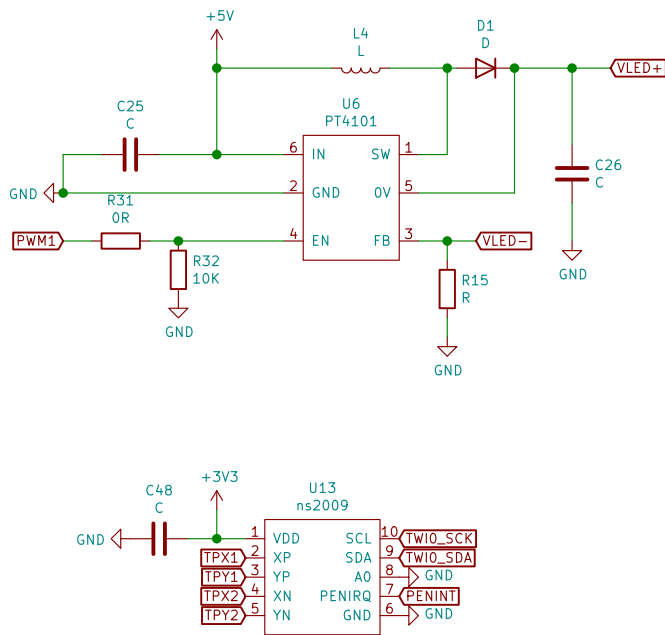 +5V
L4
L
D1
D
VLED+
C25
C
U6
PT4101
6 IN SW 1
C26
C
GND 2 GND OV 5
R31
0R
PWM1 4 EN FB 3 VLED-
R32
10K
R15
R
GND
GND
GND
+3V3
C48
C
U13
ns2009
GND 1 VDD SCL 10 TWI0_SCK
TPX1 2 XP SDA 9 TWI0_SDA
TPY1 3 YP A0 8 GND
TPX2 4 XN PENIRQ 7 PENINT
TPY2 5 YN GND 6 GND